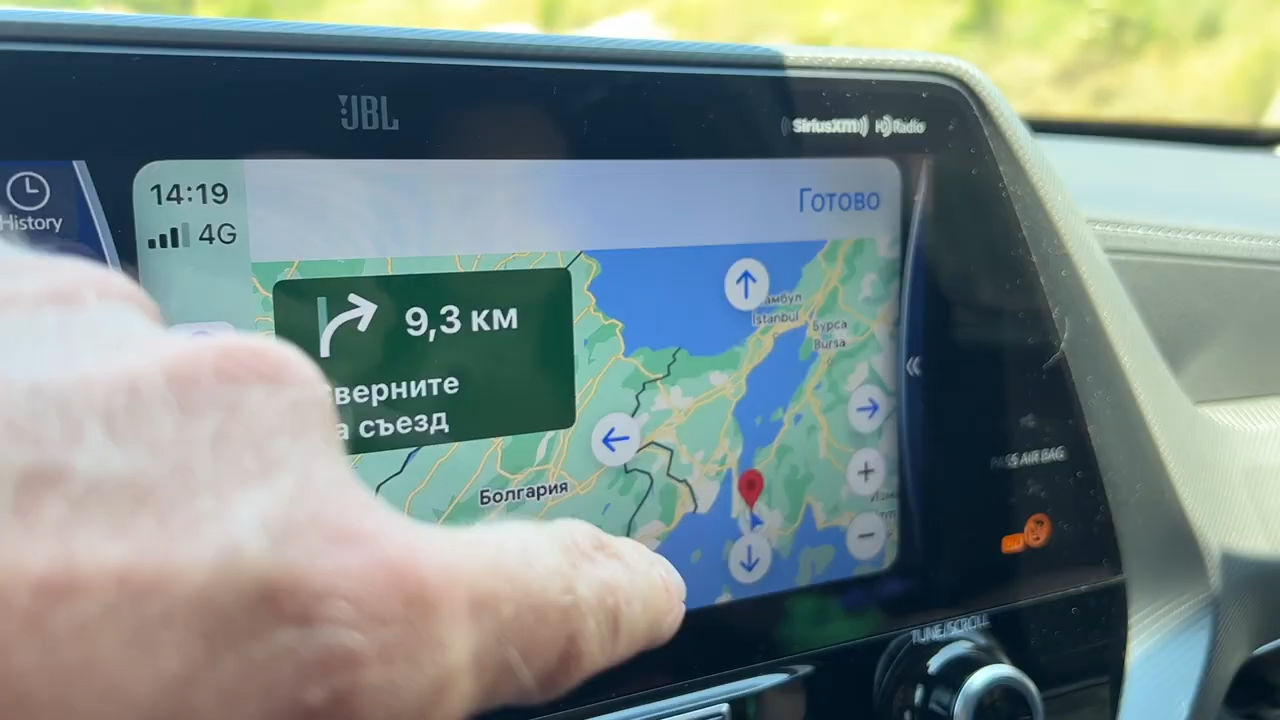 JBL
SiriusXM
HD Radio
History
14:19
4G
Готово
9,3 км
верните
съезд
Istanbul
Бурса
Bursa
Болгария
PASS AIR BAG
TUNE/SCROLL